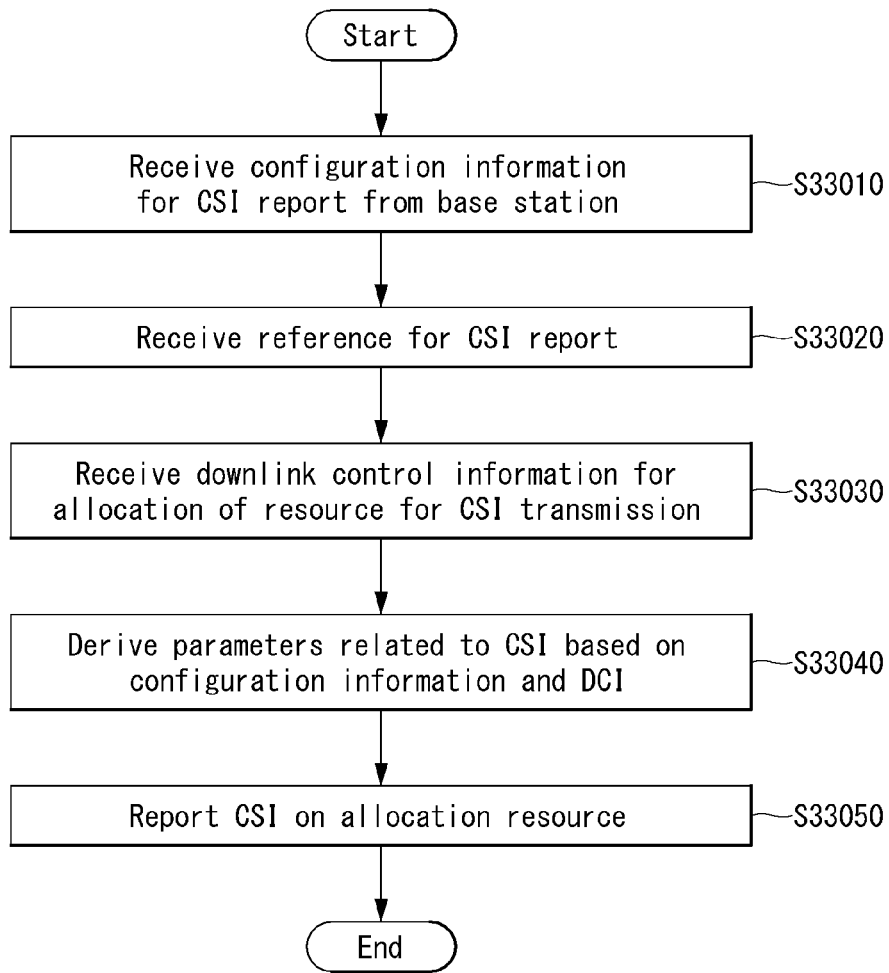 Start
Receive configuration information
for CSI report from base station
S33010
Receive reference for CSI report
S33020
Receive downlink control information for
allocation of resource for CSI transmission
S33030
Derive parameters related to CSI based on
configuration information and DCI
S33040
Report CSI on allocation resource
S33050
End